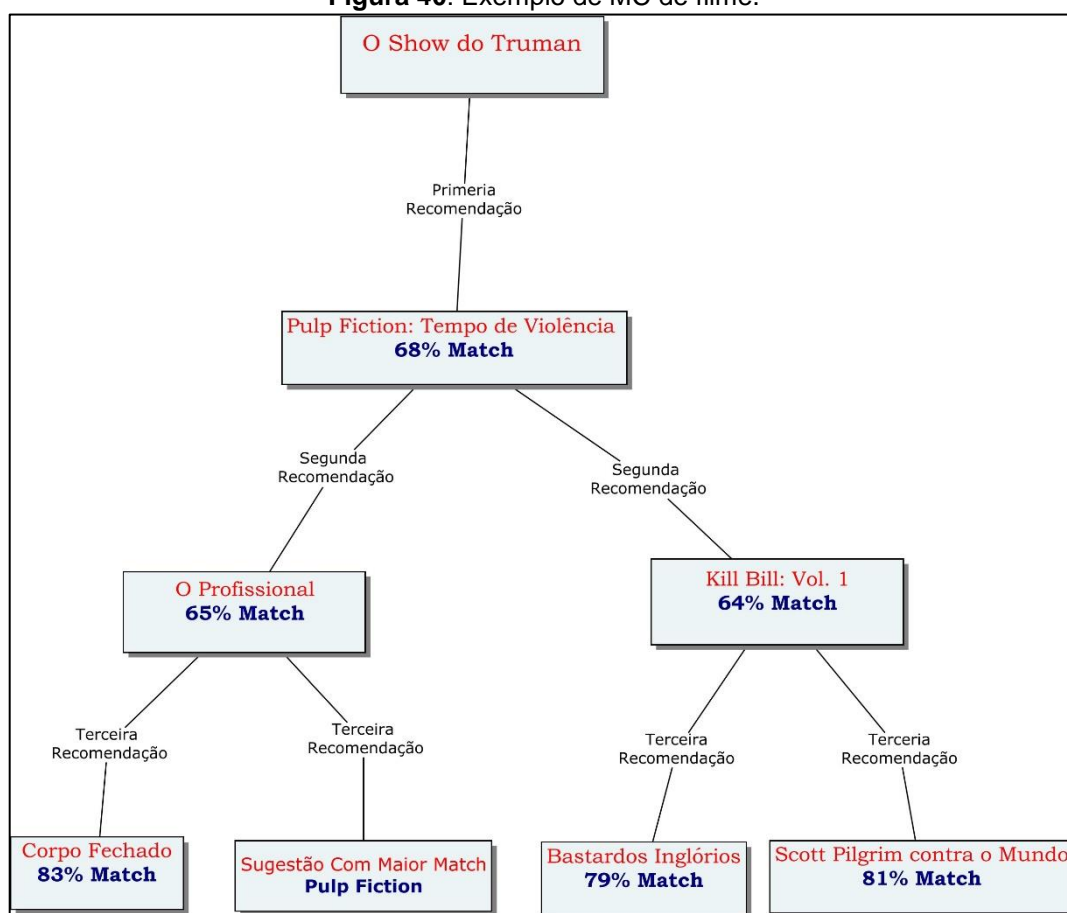 Figura 40. Exemplo de MC de filme.
O Show do Truman
Primeria
Recomendação
Pulp Fiction: Tempo de Violência
68% Match
Segunda
Recomendação
Segunda
Recomendação
O Profissional
65% Match
Kill Bill: Vol. 1
64% Match
Terceira
Recomendação
Terceira
Recomendação
Terceira
Recomendação
Terceria
Recomendação
Corpo Fechado
83% Match
Sugestão Com Maior Match
Pulp Fiction
Bastardos Inglórios
79% Match
Scott Pilgrim contra o Mundo
81% Match